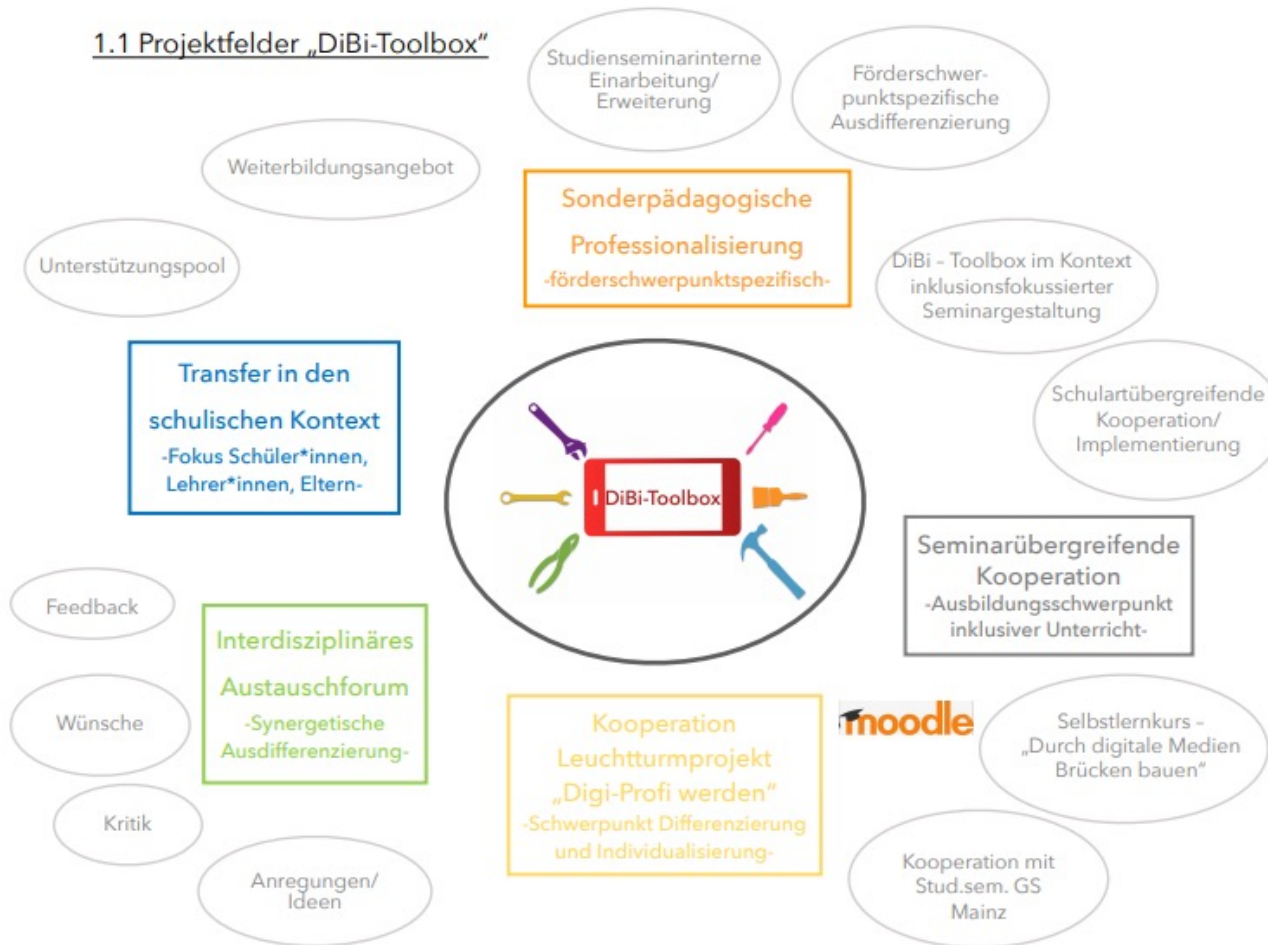 1.1 Projektfelder „DiBi-Toolbox"
Studienseminarinterne
Einarbeitung/
Erweiterung
Förderschwer-
punktspezifische
Ausdifferenzierung
Weiterbildungsangebot
Unterstützungspool
Sonderpädagogische
Professionalisierung
-förderschwerpunktspezifisch-
DiBi – Toolbox im Kontext
inklusionsfokussierter
Seminargestaltung
Transfer in den
schulischen Kontext
-Fokus Schüler*innen,
Lehrer*innen, Eltern-
Schulartübergreifende
Kooperation/
Implementierung
DiBi-Toolbox
Seminarübergreifende
Kooperation
-Ausbildungsschwerpunkt
inklusiver Unterricht-
Feedback
Wünsche
Kritik
Anregungen/
Ideen
Interdisziplinäres
Austauschforum
-Synergetische
Ausdifferenzierung-
Kooperation
Leuchtturmprojekt
„Digi-Profi werden"
-Schwerpunkt Differenzierung
und Individualisierung-
moodle
Selbstlernkurs –
„Durch digitale Medien
Brücken bauen"
Kooperation mit
Stud.sem. GS
Mainz